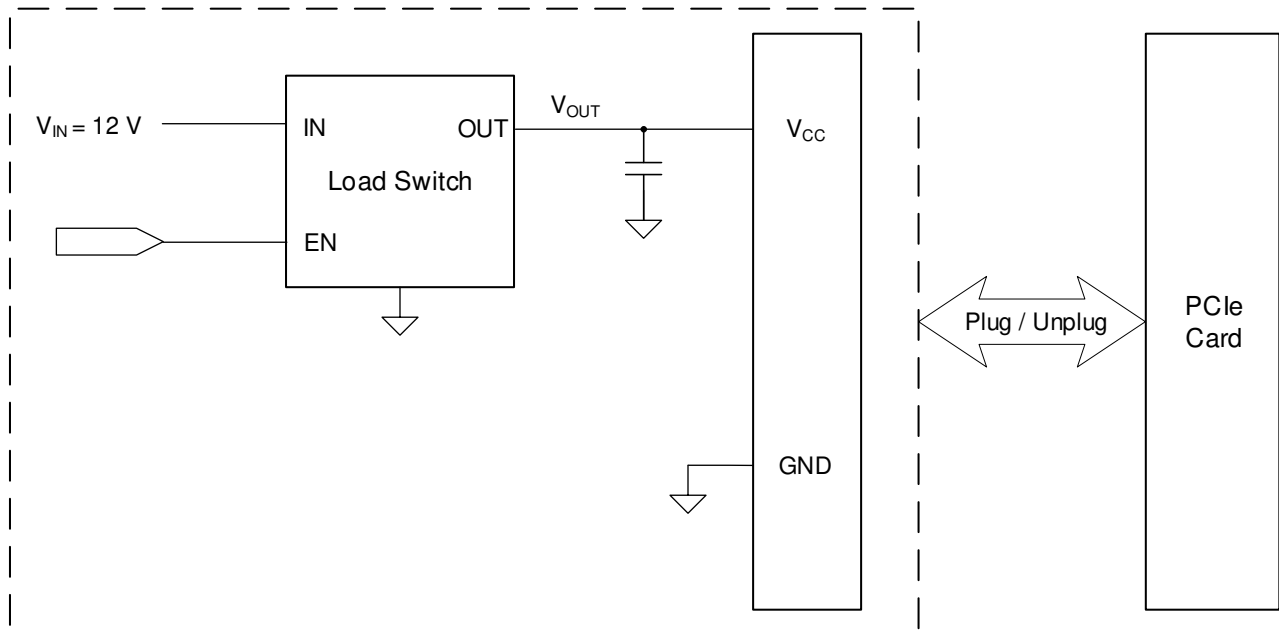 V_IN = 12 V
IN
OUT
V_OUT
V_CC
Load Switch
EN
Plug / Unplug
PCIe
Card
GND